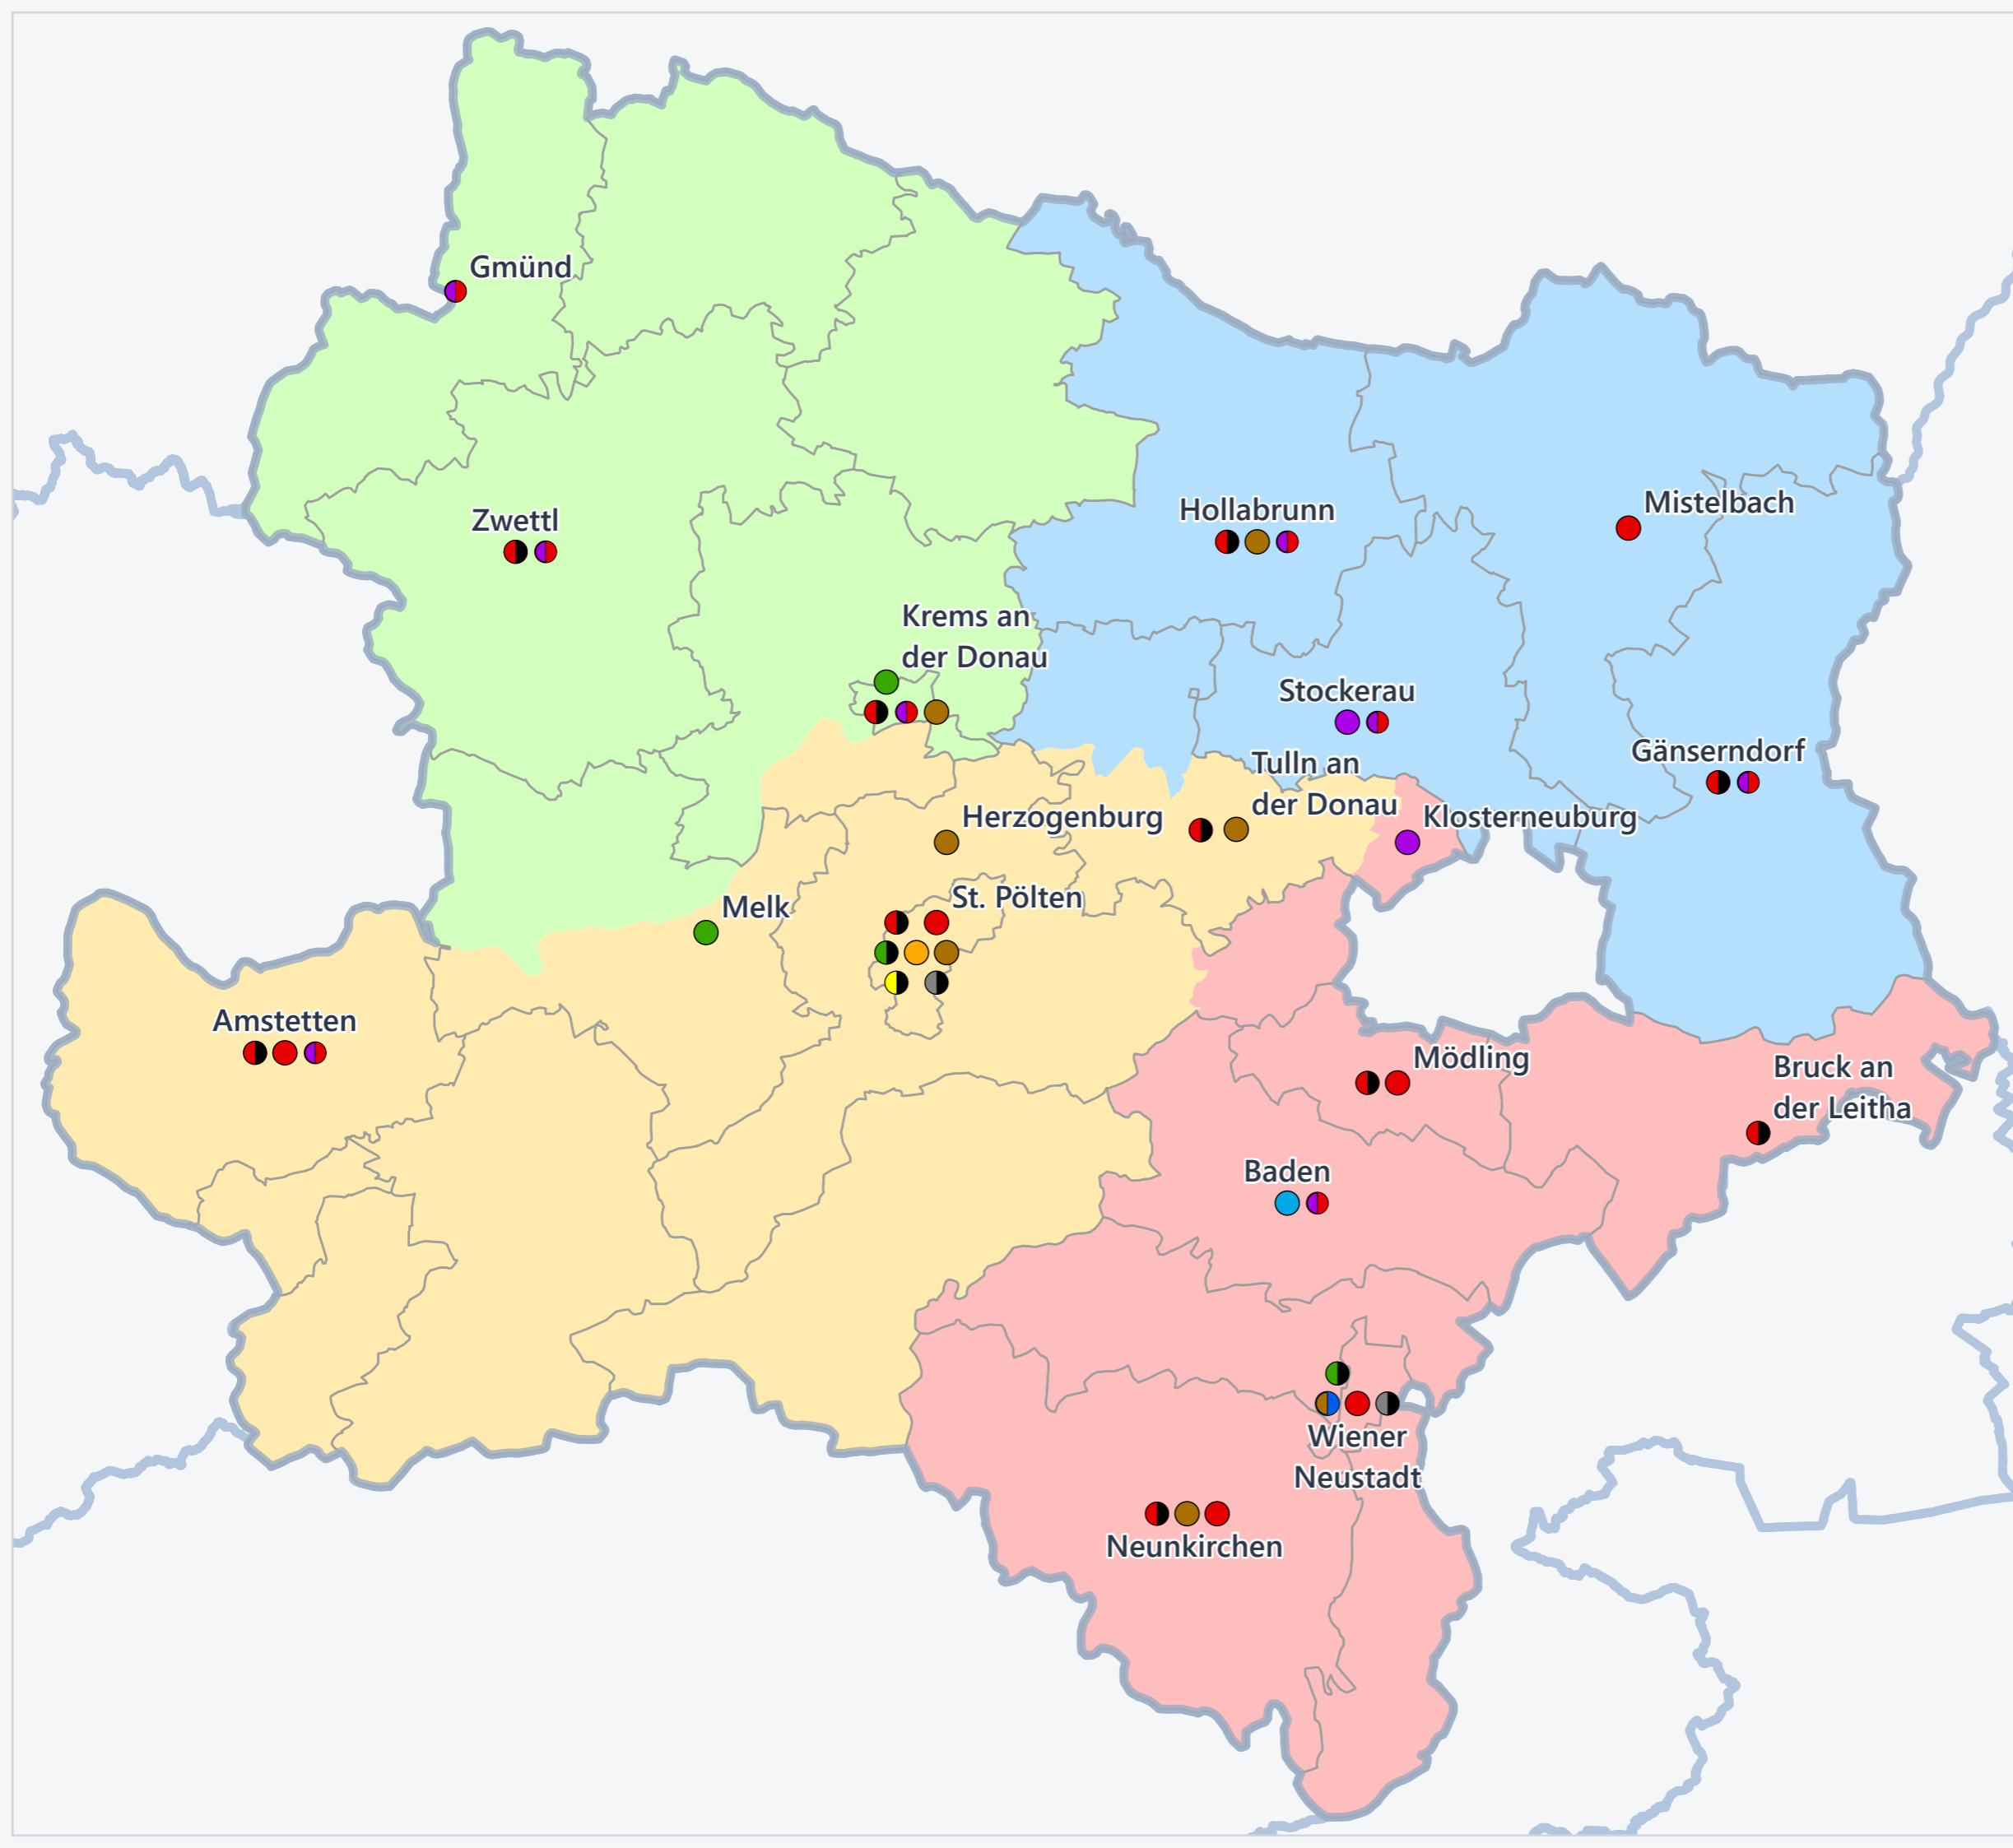 Gmünd
Zwettl
Hollabrunn
Mistelbach
Krems an
der Donau
Stockerau
Gänserndorf
Tulln an
der Donau
Herzogenburg
Klosterneuburg
Melk
St. Pölten
Amstetten
Mödling
Bruck an
der Leitha
Baden
Wiener
Neustadt
Neunkirchen